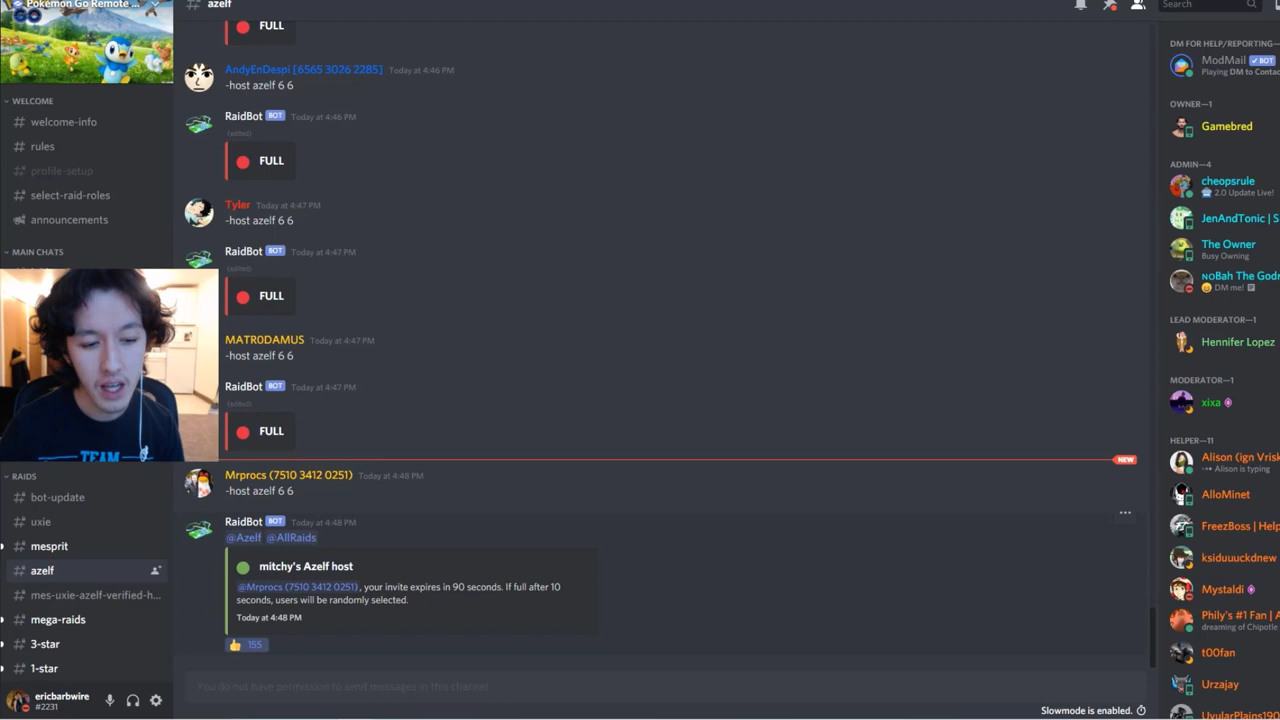 Pokemon Go Remote ...
GO
WELCOME
welcome-info
rules
profile-setup
select-raid-roles
announcements
MAIN CHATS
RAIDS
bot-update
uxie
mesprit
azelf
mes-uxie-azelf-verified-h...
mega-raids
3-star
1-star
ericbarbwire
#2231
TEAM
# azelf
FULL
AndyEnDespi [6565 3026 2285] Today at 4:46 PM
-host azelf 6 6
RaidBot BOT Today at 4:46 PM
(edited)
FULL
Tyler Today at 4:47 PM
-host azelf 6 6
RaidBot BOT Today at 4:47 PM
(edited)
FULL
MATR0DAMUS Today at 4:47 PM
-host azelf 6 6
RaidBot BOT Today at 4:47 PM
(edited)
FULL
NEW
Mrprocs (7510 3412 0251) Today at 4:48 PM
-host azelf 6 6
RaidBot BOT Today at 4:48 PM
@Azelf @AllRaids
mitchy's Azelf host
@Mrprocs (7510 3412 0251), your invite expires in 90 seconds. If full after 10
seconds, users will be randomly selected.
Today at 4:48 PM
155
You do not have permission to send messages in this channel.
Slowmode is enabled.
Search
DM FOR HELP/REPORTING—
ModMail BOT
Playing DM to Contac
OWNER—1
Gamebred
ADMIN—4
cheopsrule
2.0 Update Live!
JenAndTonic | S
The Owner
Busy Owning
NOBah The God
DM me!
LEAD MODERATOR—1
Hennifer Lopez
MODERATOR—1
xixa
HELPER—11
Alison (ign Vrisk
Alison is typing
AlloMinet
FreezBoss | Help
ksiduuuckdnew
Mystaldi
Phily's #1 Fan | A
dreaming of Chipotle
t00fan
Urzajay
UvularPlains190